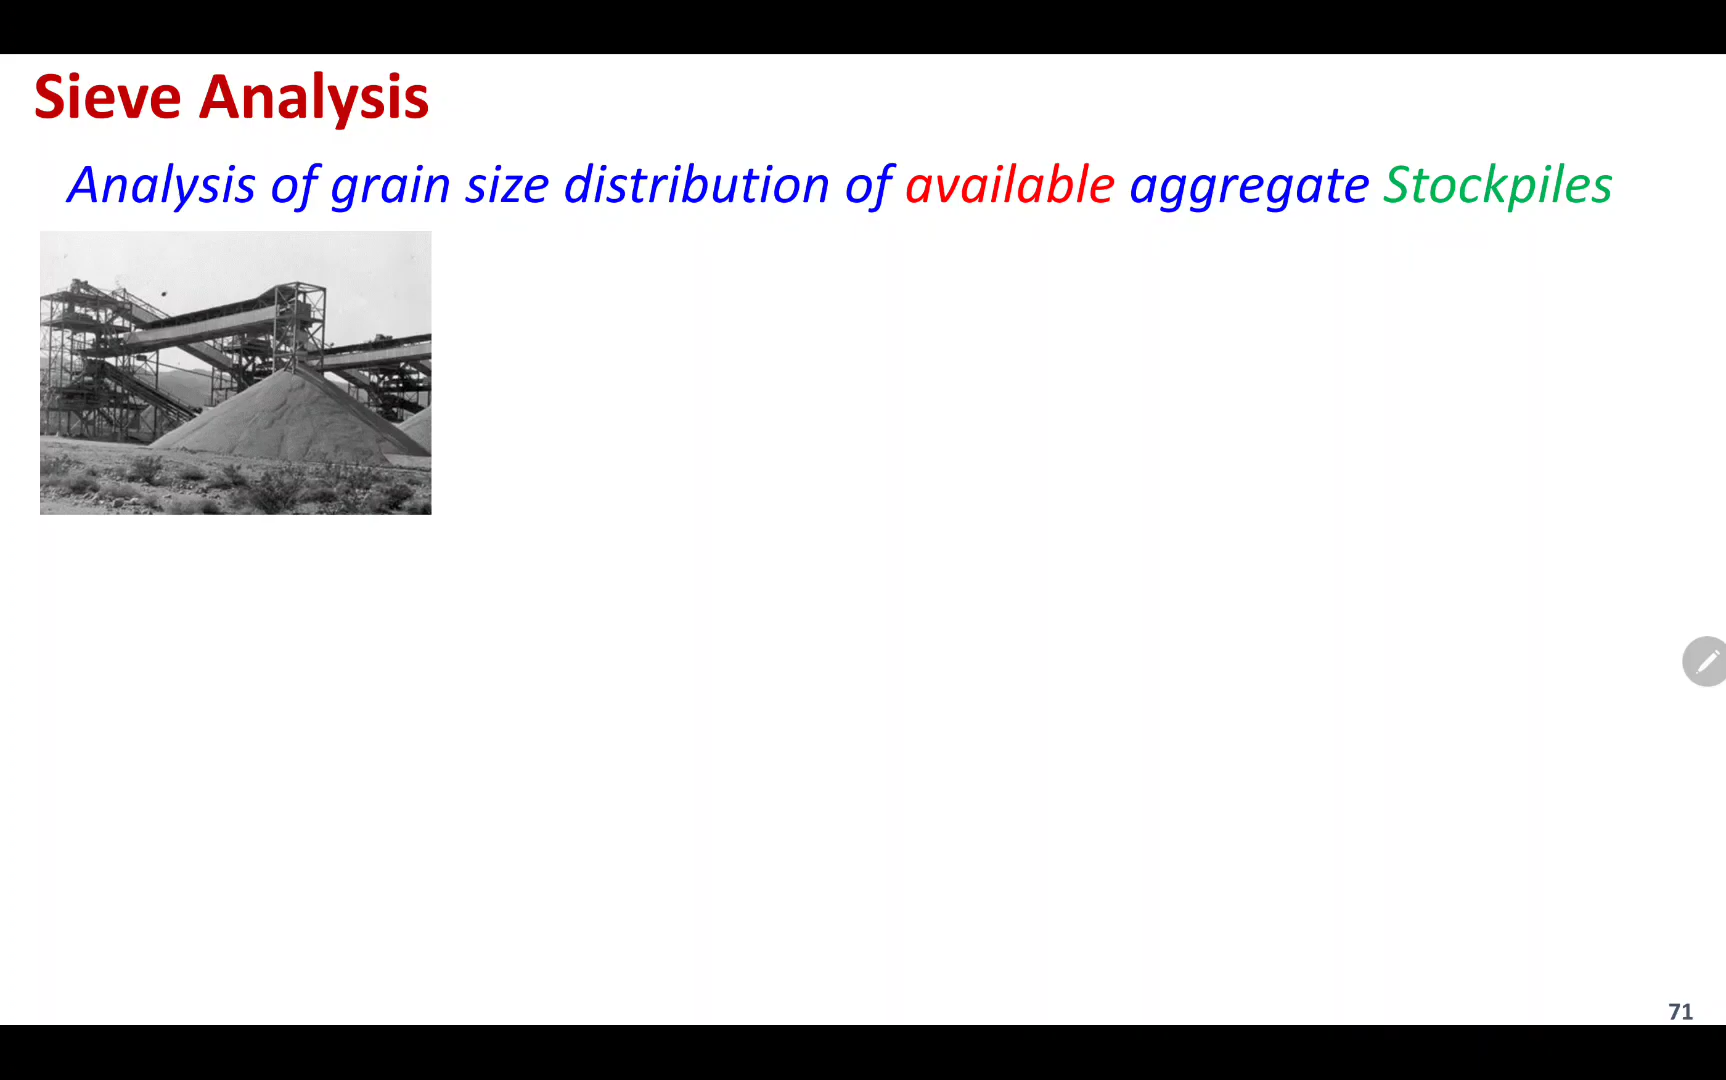 Sieve Analysis
Analysis of grain size distribution of available aggregate Stockpiles
71